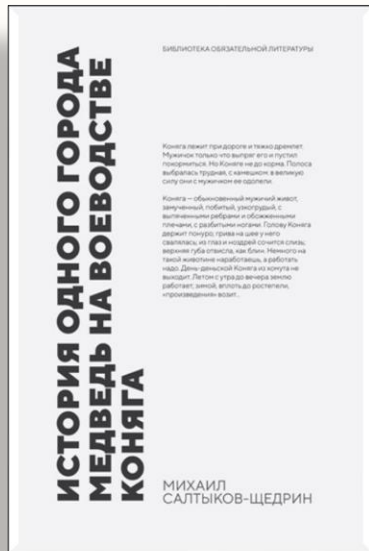 БИБЛИОТЕКА ОБЯЗАТЕЛЬНОЙ ЛИТЕРАТУРЫ
ИСТОРИЯ ОДНОГО ГОРОДА
МЕДВЕДЬ НА ВОЕВОДСТВЕ
КОНЯГА
Коняга лежит при дороге и тяжко дремлет.
Мужичок только что выпряг его и пустил
покормиться. Но Коняге не до корма. Полоса
выбралась трудная, с камешком: в великую
силу они с мужичком ее одолели.
Коняга — обыкновенный мужичий живот,
замученный, побитый, узкогрудый, с
вытяченными ребрами и обожженными
плечами, с разбитыми ногами. Голову Коняга
держит понуро; грива на шее у него
свалялась; из глаз и ноздрей сочится слизь;
верхняя губа отвисла, как блин. Немного на
такой животине наработаешь, а работать
надо. День-деньской Коняга из хомута не
выходит. Летом с утра до вечера землю
работает; зимой, вплоть до ростепели,
«произведения» возит...
МИХАИЛ
САЛТЫКОВ-ЩЕДРИН